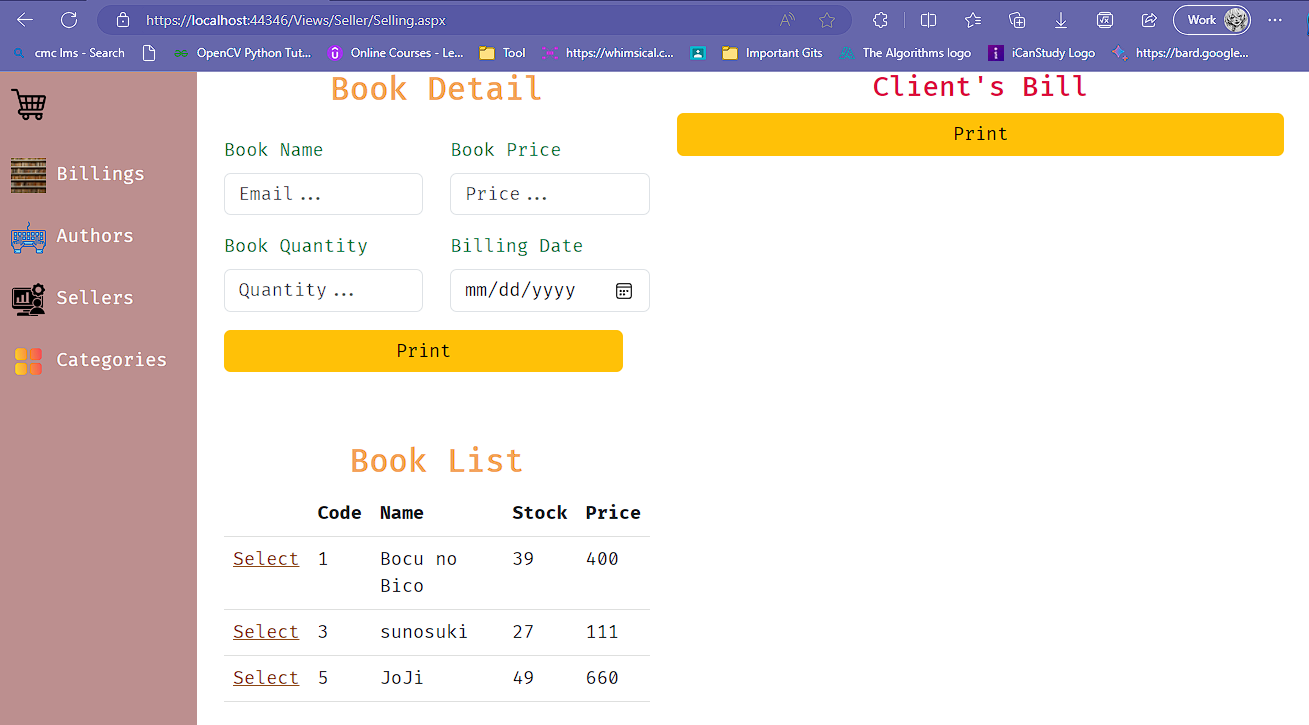 https://localhost:44346/Views/Seller/Selling.aspx
Work
cmc lms - Search
OpenCV Python Tut...
Online Courses - Le...
Tool
https://whimsical.c...
Important Gits
The Algorithms logo
iCanStudy Logo
https://bard.google...
Billings
Authors
Sellers
Categories
Book Detail
Book Name Book Price
Email... Price...
Book Quantity Billing Date
Quantity... mm/dd/yyyy
Print
Book List
Code Name Stock Price
Select 1 Bocu no 39 400
Bico
Select 3 sunosuki 27 111
Select 5 JoJi 49 660
Client's Bill
Print